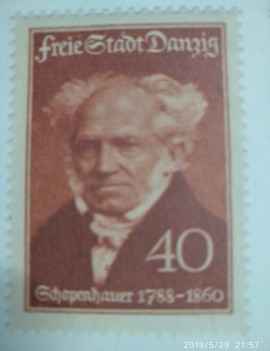 Freie Stadt Danzig
40
Schopenhauer 1788-1860
2019/5/29 21:57